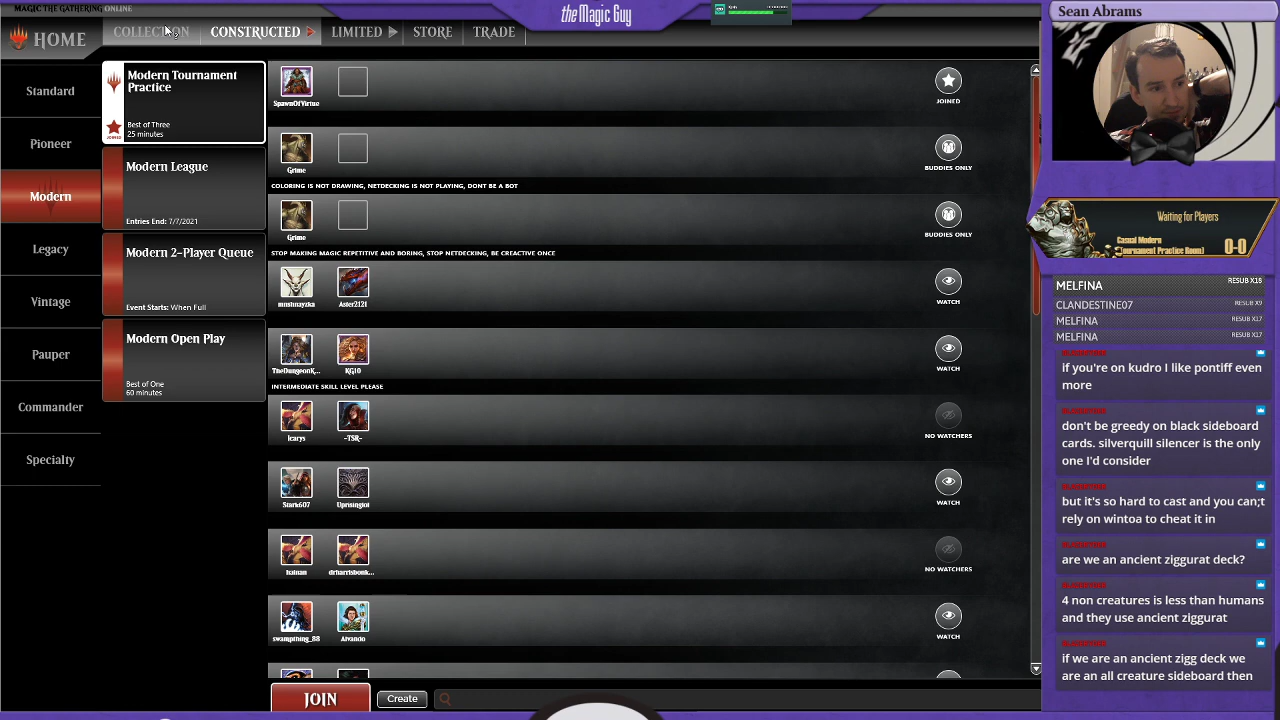 MAGIC THE GATHERING ONLINE
HOME
COLLECTION
CONSTRUCTED
LIMITED
STORE
TRADE
the Magic Guy
Sean Abrams
Standard
Pioneer
Modern
Legacy
Vintage
Pauper
Commander
Specialty
Modern Tournament
Practice
JOINED
Best of Three
25 minutes
Modern League
Entries End: 7/7/2021
Modern 2-Player Queue
Event Starts: When Full
Modern Open Play
Best of One
60 minutes
SpawnOfVirtue
JOINED
Grime
BUDDIES ONLY
COLORING IS NOT DRAWING, NETDECKING IS NOT PLAYING, DONT BE A BOT
Grime
BUDDIES ONLY
STOP MAKING MAGIC REPETITIVE AND BORING, STOP NETDECKING, BE CREACTIVE ONCE
mnshnayzka
Aster2121
WATCH
TheDungeonK...
KG10
WATCH
INTERMEDIATE SKILL LEVEL PLEASE
Icarys
-TSR-
NO WATCHERS
Stark607
Uprisingiot
WATCH
drharrisbonk...
NO WATCHERS
swampthing_88
Alvando
WATCH
JOIN
Create
Waiting for Players
Casual Modern
(Tournament Practice Room)
0-0
MELFINA
RESUB X18
CLANDESTINE07
RESUB X9
MELFINA
RESUB X17
MELFINA
RESUB X17
if you're on kudro I like pontiff even
more
don't be greedy on black sideboard
cards. silverquill silencer is the only
one I'd consider
but it's so hard to cast and you can;t
rely on wintoa to cheat it in
are we an ancient ziggurat deck?
4 non creatures is less than humans
and they use ancient ziggurat
if we are an ancient zigg deck we
are an all creature sideboard then